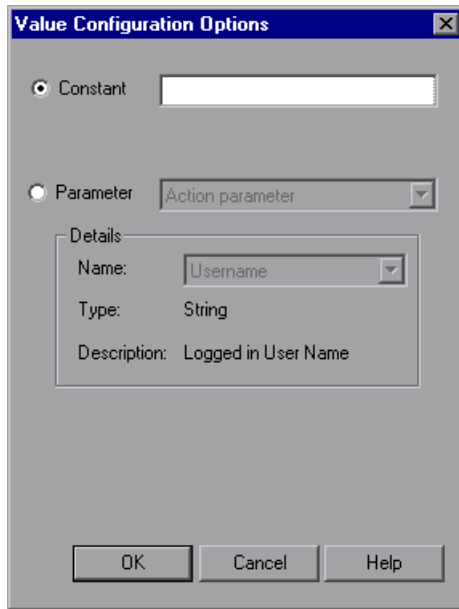 Value Configuration Options
Constant
Parameter Action parameter
Details
Name: Username
Type: String
Description: Logged in User Name
OK Cancel Help